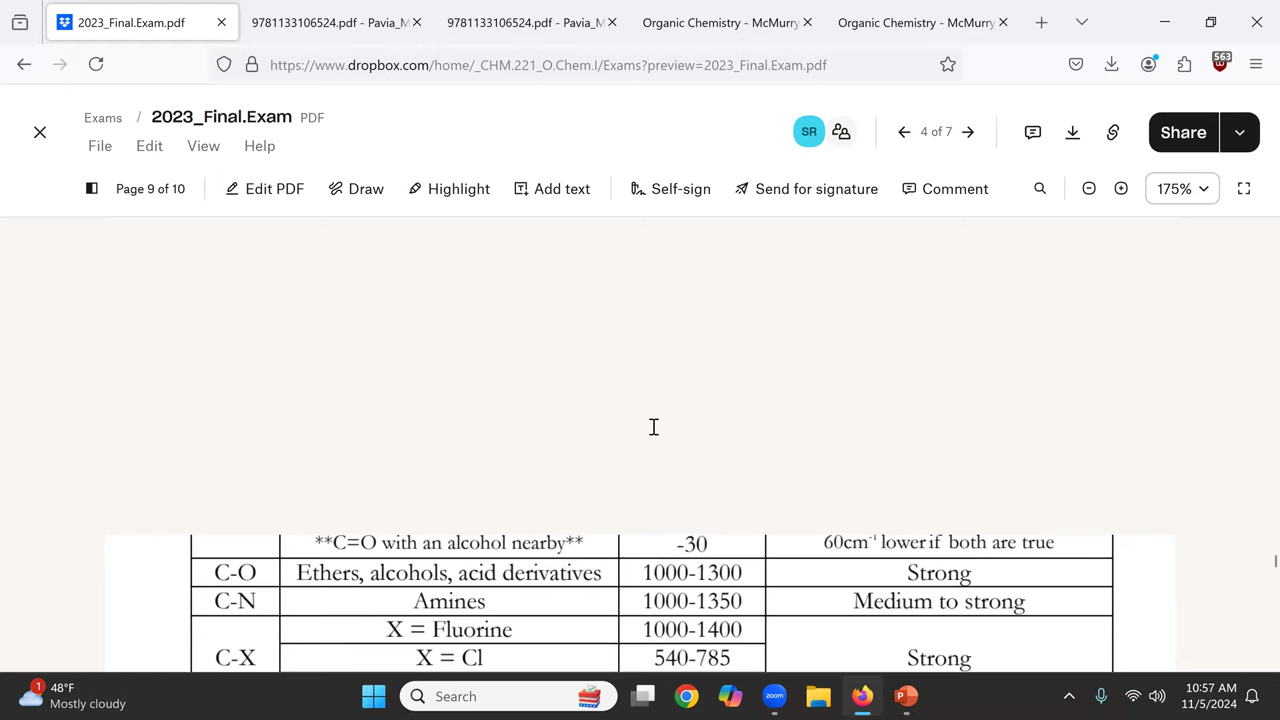 2023_Final.Exam.pdf
9781133106524.pdf - Pavia_M
9781133106524.pdf - Pavia_M
Organic Chemistry - McMurry
Organic Chemistry - McMurry
https://www.dropbox.com/home/_CHM.221_O.Chem.I/Exams?preview=2023_Final.Exam.pdf
563
Exams / 2023_Final.Exam PDF
File Edit View Help
SR
4 of 7
Share
Page 9 of 10
Edit PDF
Draw
Highlight
Add text
Self-sign
Send for signature
Comment
175%
**C=O with an alcohol nearby** -30 60cm⁻¹ lower if both are true
C-O Ethers, alcohols, acid derivatives 1000-1300 Strong
C-N Amines 1000-1350 Medium to strong
X = Fluorine 1000-1400
C-X X = Cl 540-785 Strong
1
48°F
Mostly cloudy
Search
zoom
10:57 AM
11/5/2024